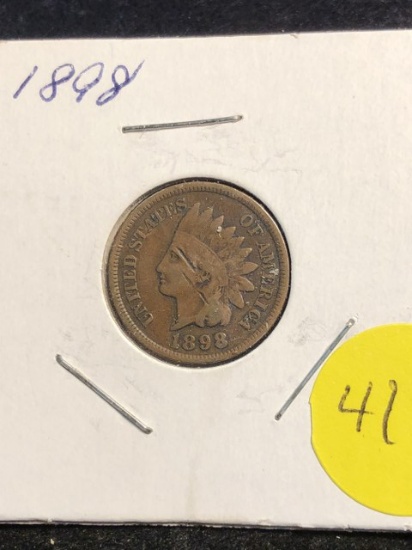 1898
UNITED STATES OF AMERICA
1898
41